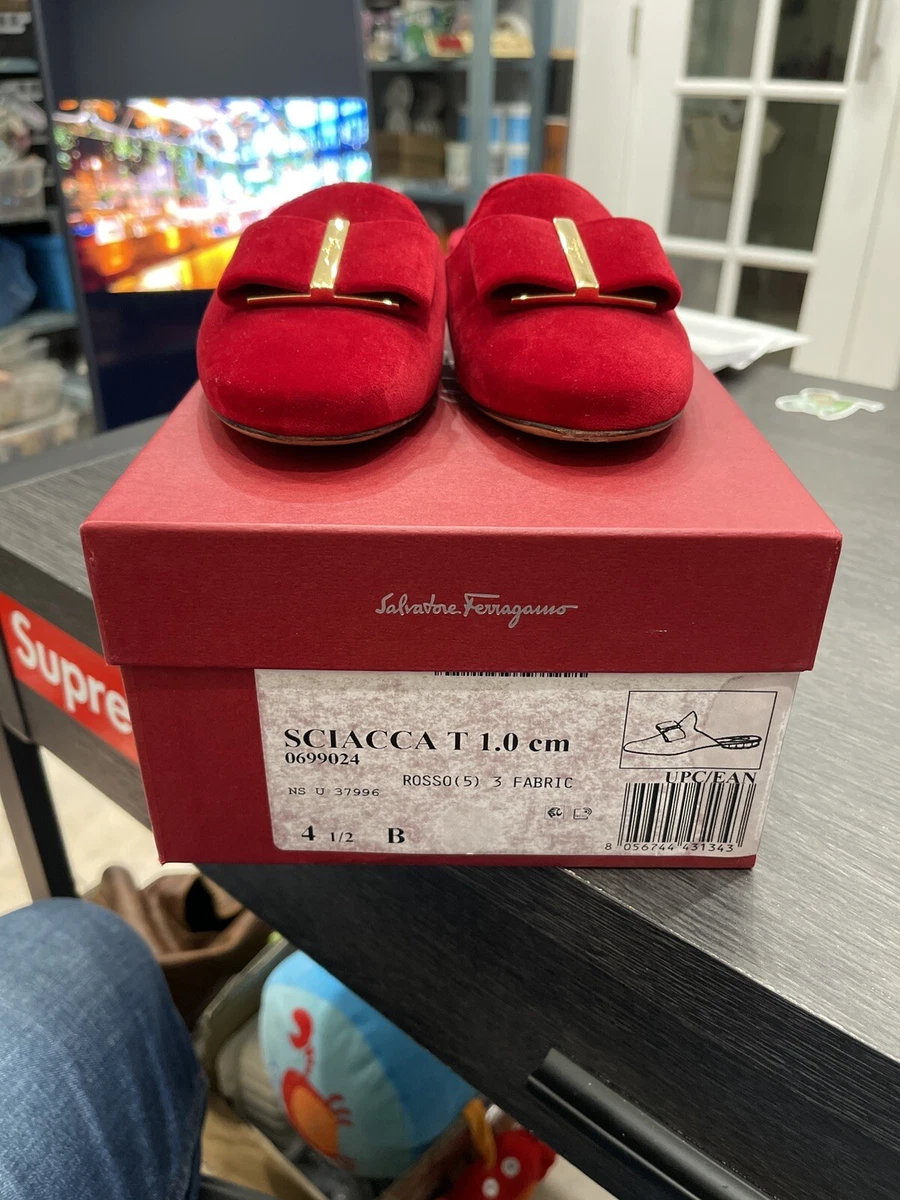 Salvatore Ferragamo
Supre
SCIACCA T 1.0 cm
0699024
ROSSO(5) 3 FABRIC
NS U 37996
UPC/EAN
4 1/2 B
8 056744 431343